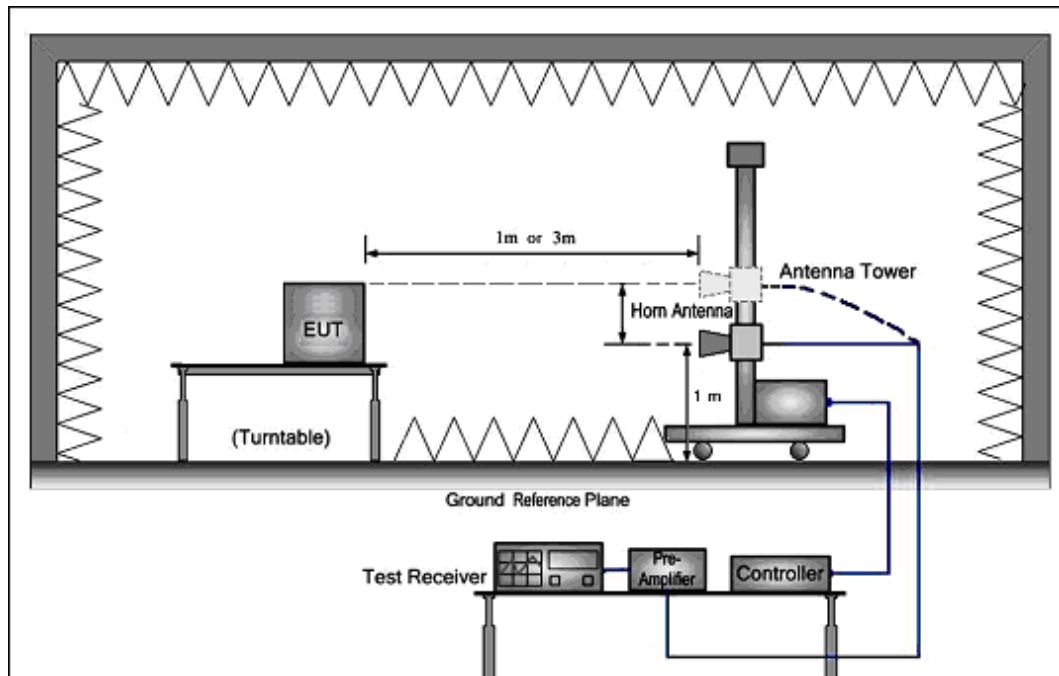 1m or 3m
Antenna Tower
Horn Antenna
EUT
1 m
(Turntable)
Ground Reference Plane
Test Receiver
Pre-
Amplifier
Controller